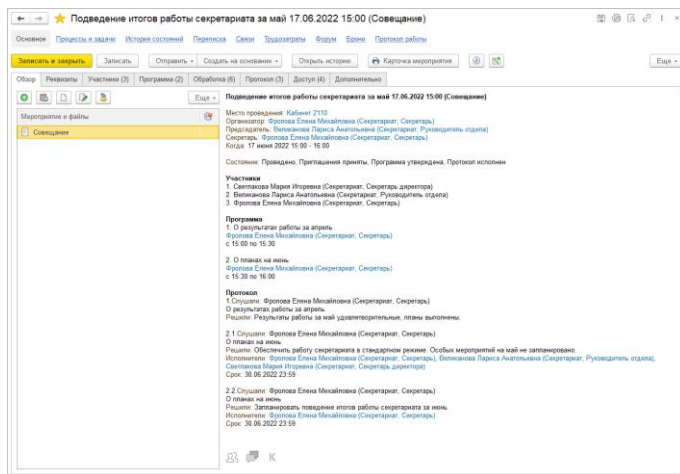 Подведение итогов работы секретариата за май 17.06.2022 15:00 (Совещание)
Основное Процессы и задачи История состояний Переписка Связи Трудозатраты Форум Брони Протокол работы
Записать и закрыть Записать Отправить Создать на основании Открыть историю Карточка мероприятия Еще
Обзор Реквизиты Участники (3) Программа (2) Обработка (6) Протокол (3) Доступ (4) Дополнительно
Еще
Мероприятие и файлы
Совещание
Подведение итогов работы секретариата за май 17.06.2022 15:00 (Совещание)
Место проведения: Кабинет 2110
Организатор: Фролова Елена Михайловна (Секретариат, Секретарь)
Председатель: Великанова Лариса Анатольевна (Секретариат, Руководитель отдела)
Секретарь: Фролова Елена Михайловна (Секретариат, Секретарь)
Когда: 17 июня 2022 15:00 - 16:00
Состояние: Проведено, Приглашения приняты, Программа утверждена, Протокол исполнен
Участники
1. Светлакова Мария Игоревна (Секретариат, Секретарь директора)
2. Великанова Лариса Анатольевна (Секретариат, Руководитель отдела)
3. Фролова Елена Михайловна (Секретариат, Секретарь)
Программа
1. О результатах работы за апрель
Фролова Елена Михайловна (Секретариат, Секретарь)
с 15:00 по 15:30
2. О планах на июнь
Фролова Елена Михайловна (Секретариат, Секретарь)
с 15:30 по 16:00
Протокол
1.Слушали: Фролова Елена Михайловна (Секретариат, Секретарь)
О результатах работы за апрель
Решили: Результаты работы за май удовлетворительные, планы выполнены.
2.1.Слушали: Фролова Елена Михайловна (Секретариат, Секретарь)
О планах на июнь
Решили: Обеспечить работу секретариата в стандартном режиме. Особых мероприятий на май не запланировано.
Исполнители: Фролова Елена Михайловна (Секретариат, Секретарь), Великанова Лариса Анатольевна (Секретариат, Руководитель отдела),
Светлакова Мария Игоревна (Секретариат, Секретарь директора)
Срок: 30.06.2022 23:59
2.2.Слушали: Фролова Елена Михайловна (Секретариат, Секретарь)
О планах на июнь
Решили: Запланировать поведение итогов работы секретариата за июнь.
Исполнители: Фролова Елена Михайловна (Секретариат, Секретарь)
Срок: 30.06.2022 23:59
К